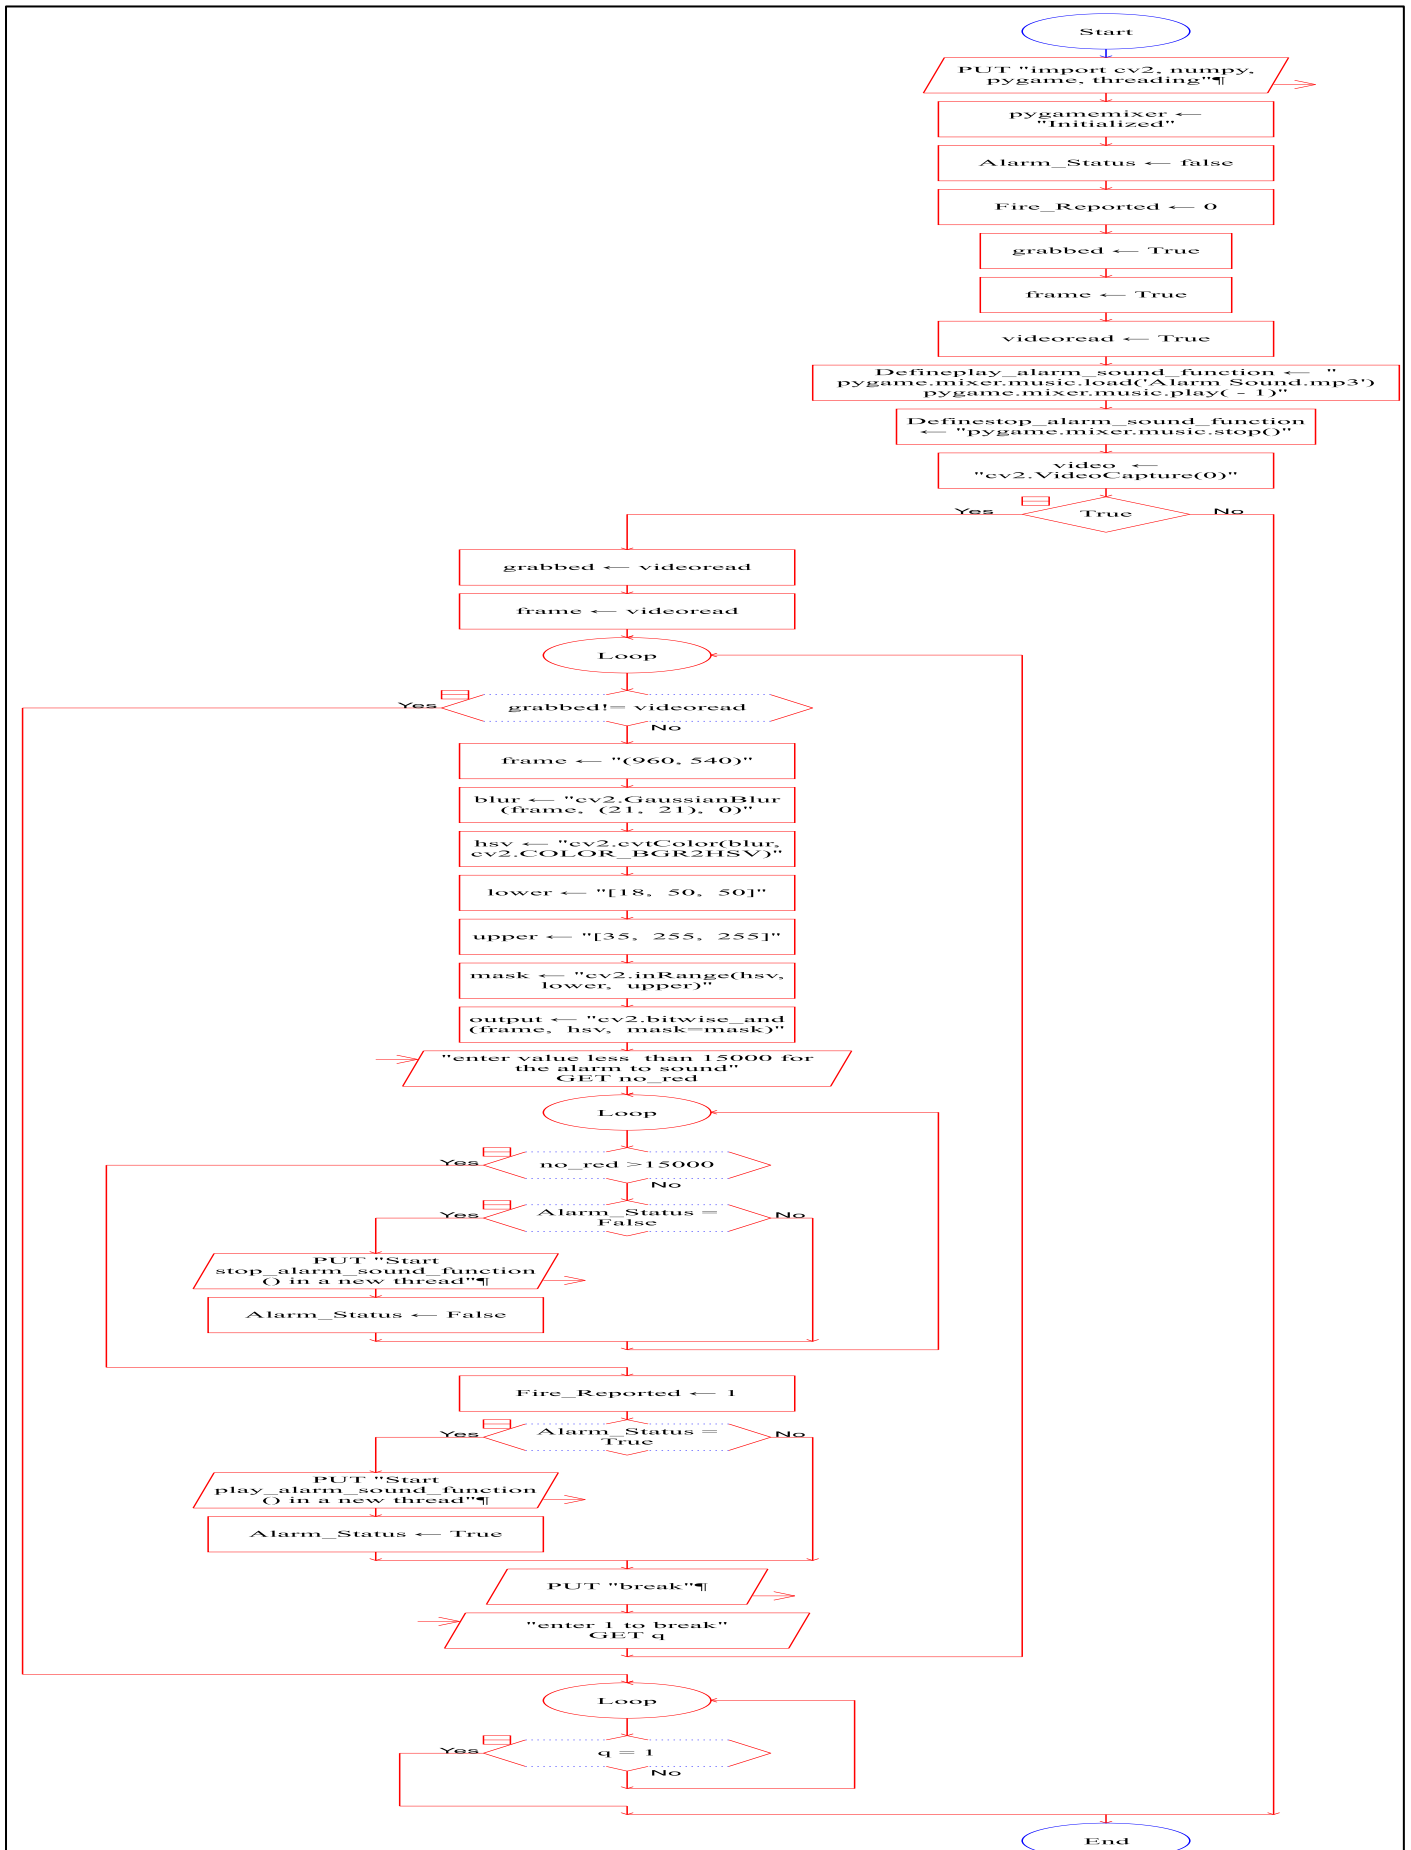 Start
PUT "import cv2, numpy,
pygame, threading"¶
pygamemixer ←
"Initialized"
Alarm_Status ← false
Fire_Reported ← 0
grabbed ← True
frame ← True
videoread ← True
Defineplay_alarm_sound_function ← "
pygame.mixer.music.load('Alarm Sound.mp3')
pygame.mixer.music.play( - 1)"
Definestop_alarm_sound_function
← "pygame.mixer.music.stop()"
video ←
"cv2.VideoCapture(0)"
Yes
True
No
grabbed ← videoread
frame ← videoread
Loop
Yes
grabbed!= videoread
No
frame ← "(960, 540)"
blur ← "cv2.GaussianBlur
(frame, (21, 21), 0)"
hsv ← "cv2.cvtColor(blur,
cv2.COLOR_BGR2HSV)"
lower ← "[18, 50, 50]"
upper ← "[35, 255, 255]"
mask ← "cv2.inRange(hsv,
lower, upper)"
output ← "cv2.bitwise_and
(frame, hsv, mask=mask)"
"enter value less than 15000 for
the alarm to sound"
GET no_red
Loop
Yes
no_red >15000
No
Yes
Alarm_Status =
False
No
PUT "Start
stop_alarm_sound_function
() in a new thread"¶
Alarm_Status ← False
Fire_Reported ← 1
Yes
Alarm_Status =
True
No
PUT "Start
play_alarm_sound_function
() in a new thread"¶
Alarm_Status ← True
PUT "break"¶
"enter 1 to break"
GET q
Loop
Yes
q = 1
No
End